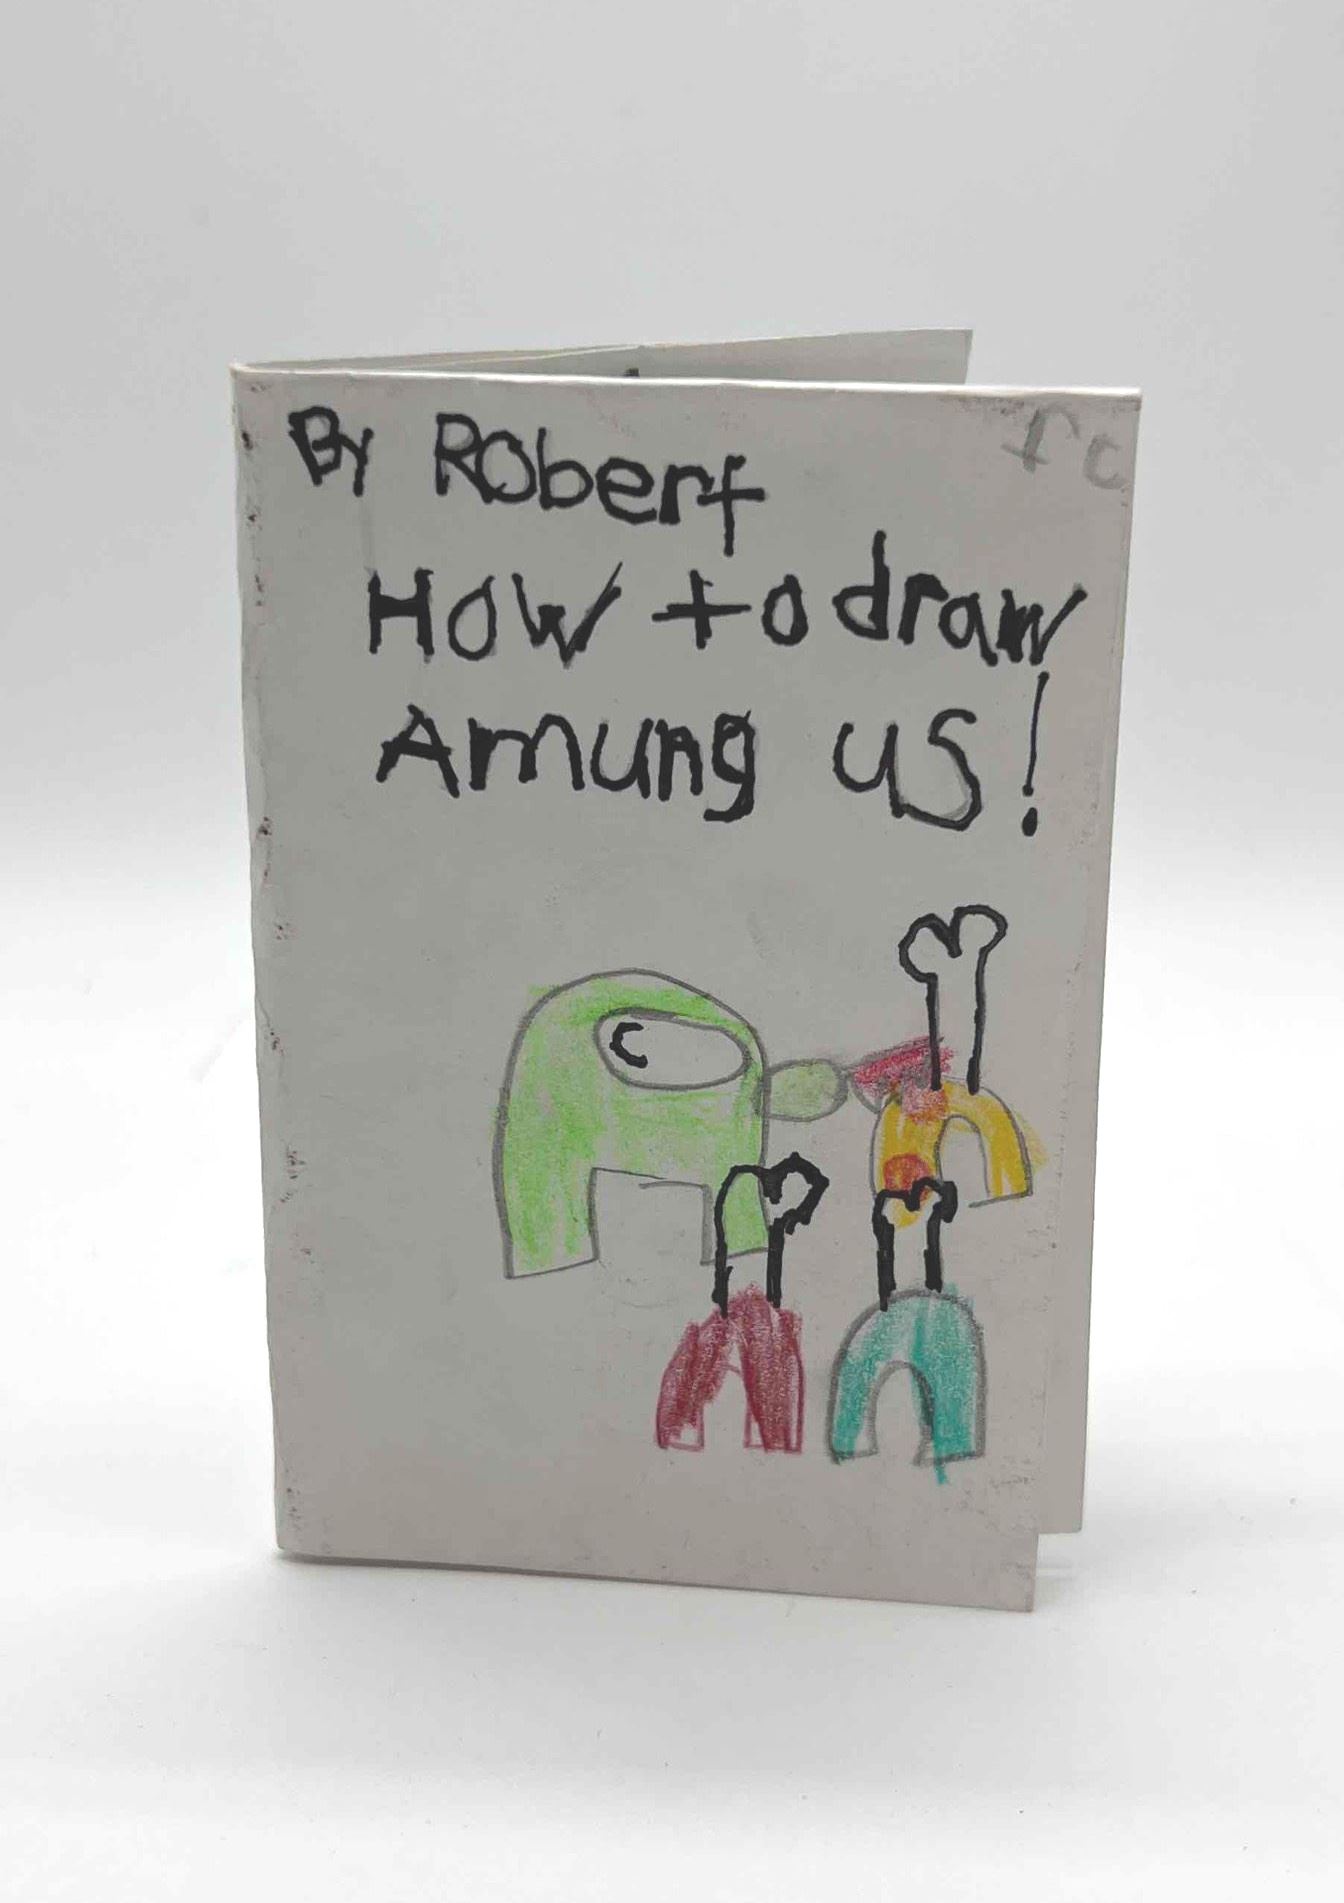 By Robert
How to draw
Amung us!